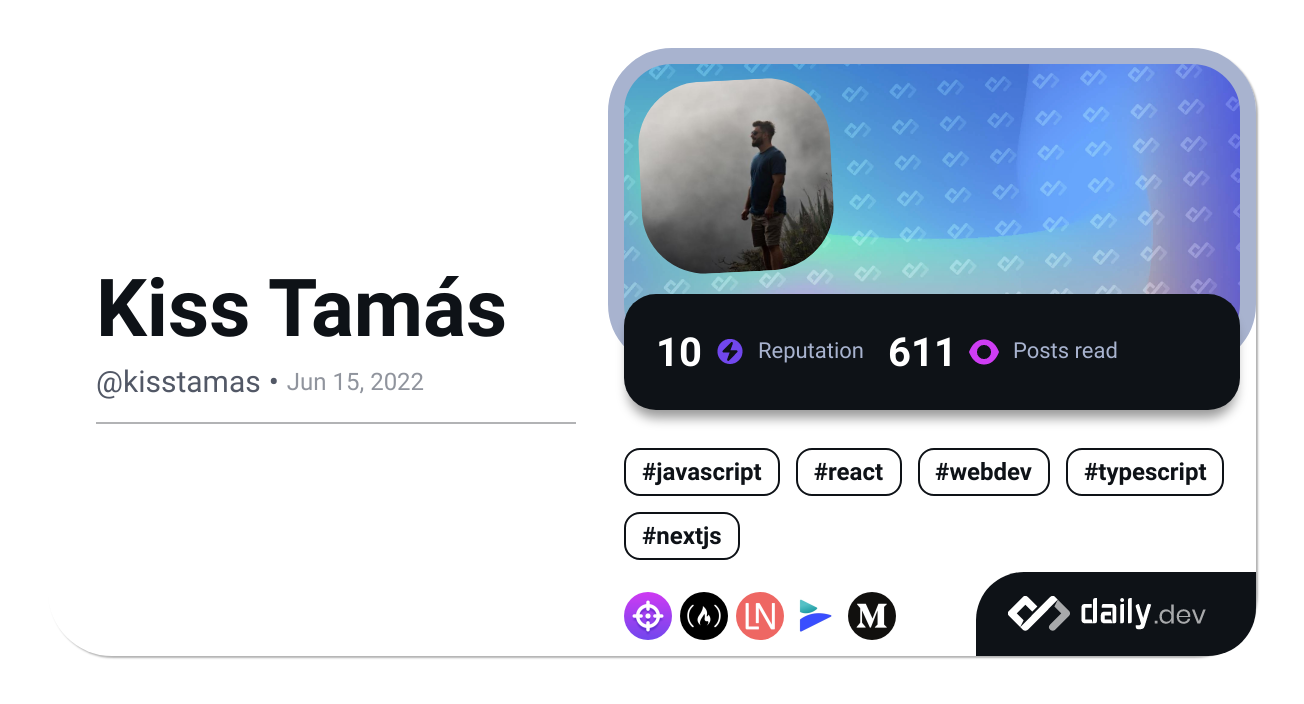 Kiss Tamás
@kisstamas • Jun 15, 2022
10 Reputation 611 Posts read
#javascript #react #webdev #typescript
#nextjs
LN M
daily.dev